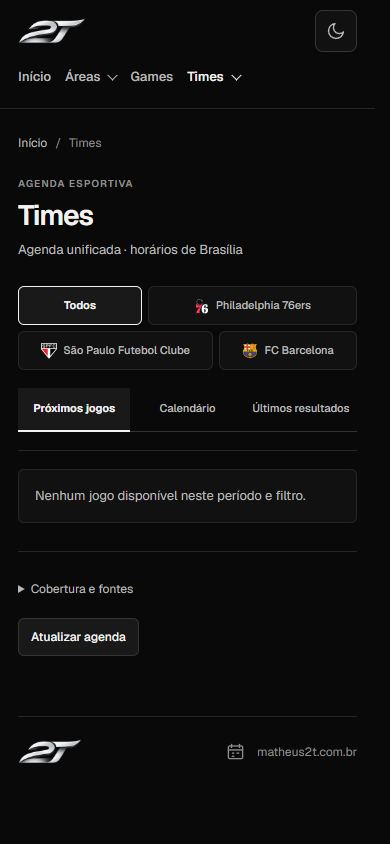 2T
Início Áreas Games Times
Início / Times
AGENDA ESPORTIVA
Times
Agenda unificada · horários de Brasília
Todos
76 Philadelphia 76ers
São Paulo Futebol Clube
FC Barcelona
Próximos jogos Calendário Últimos resultados
Nenhum jogo disponível neste período e filtro.
Cobertura e fontes
Atualizar agenda
2T matheus2t.com.br